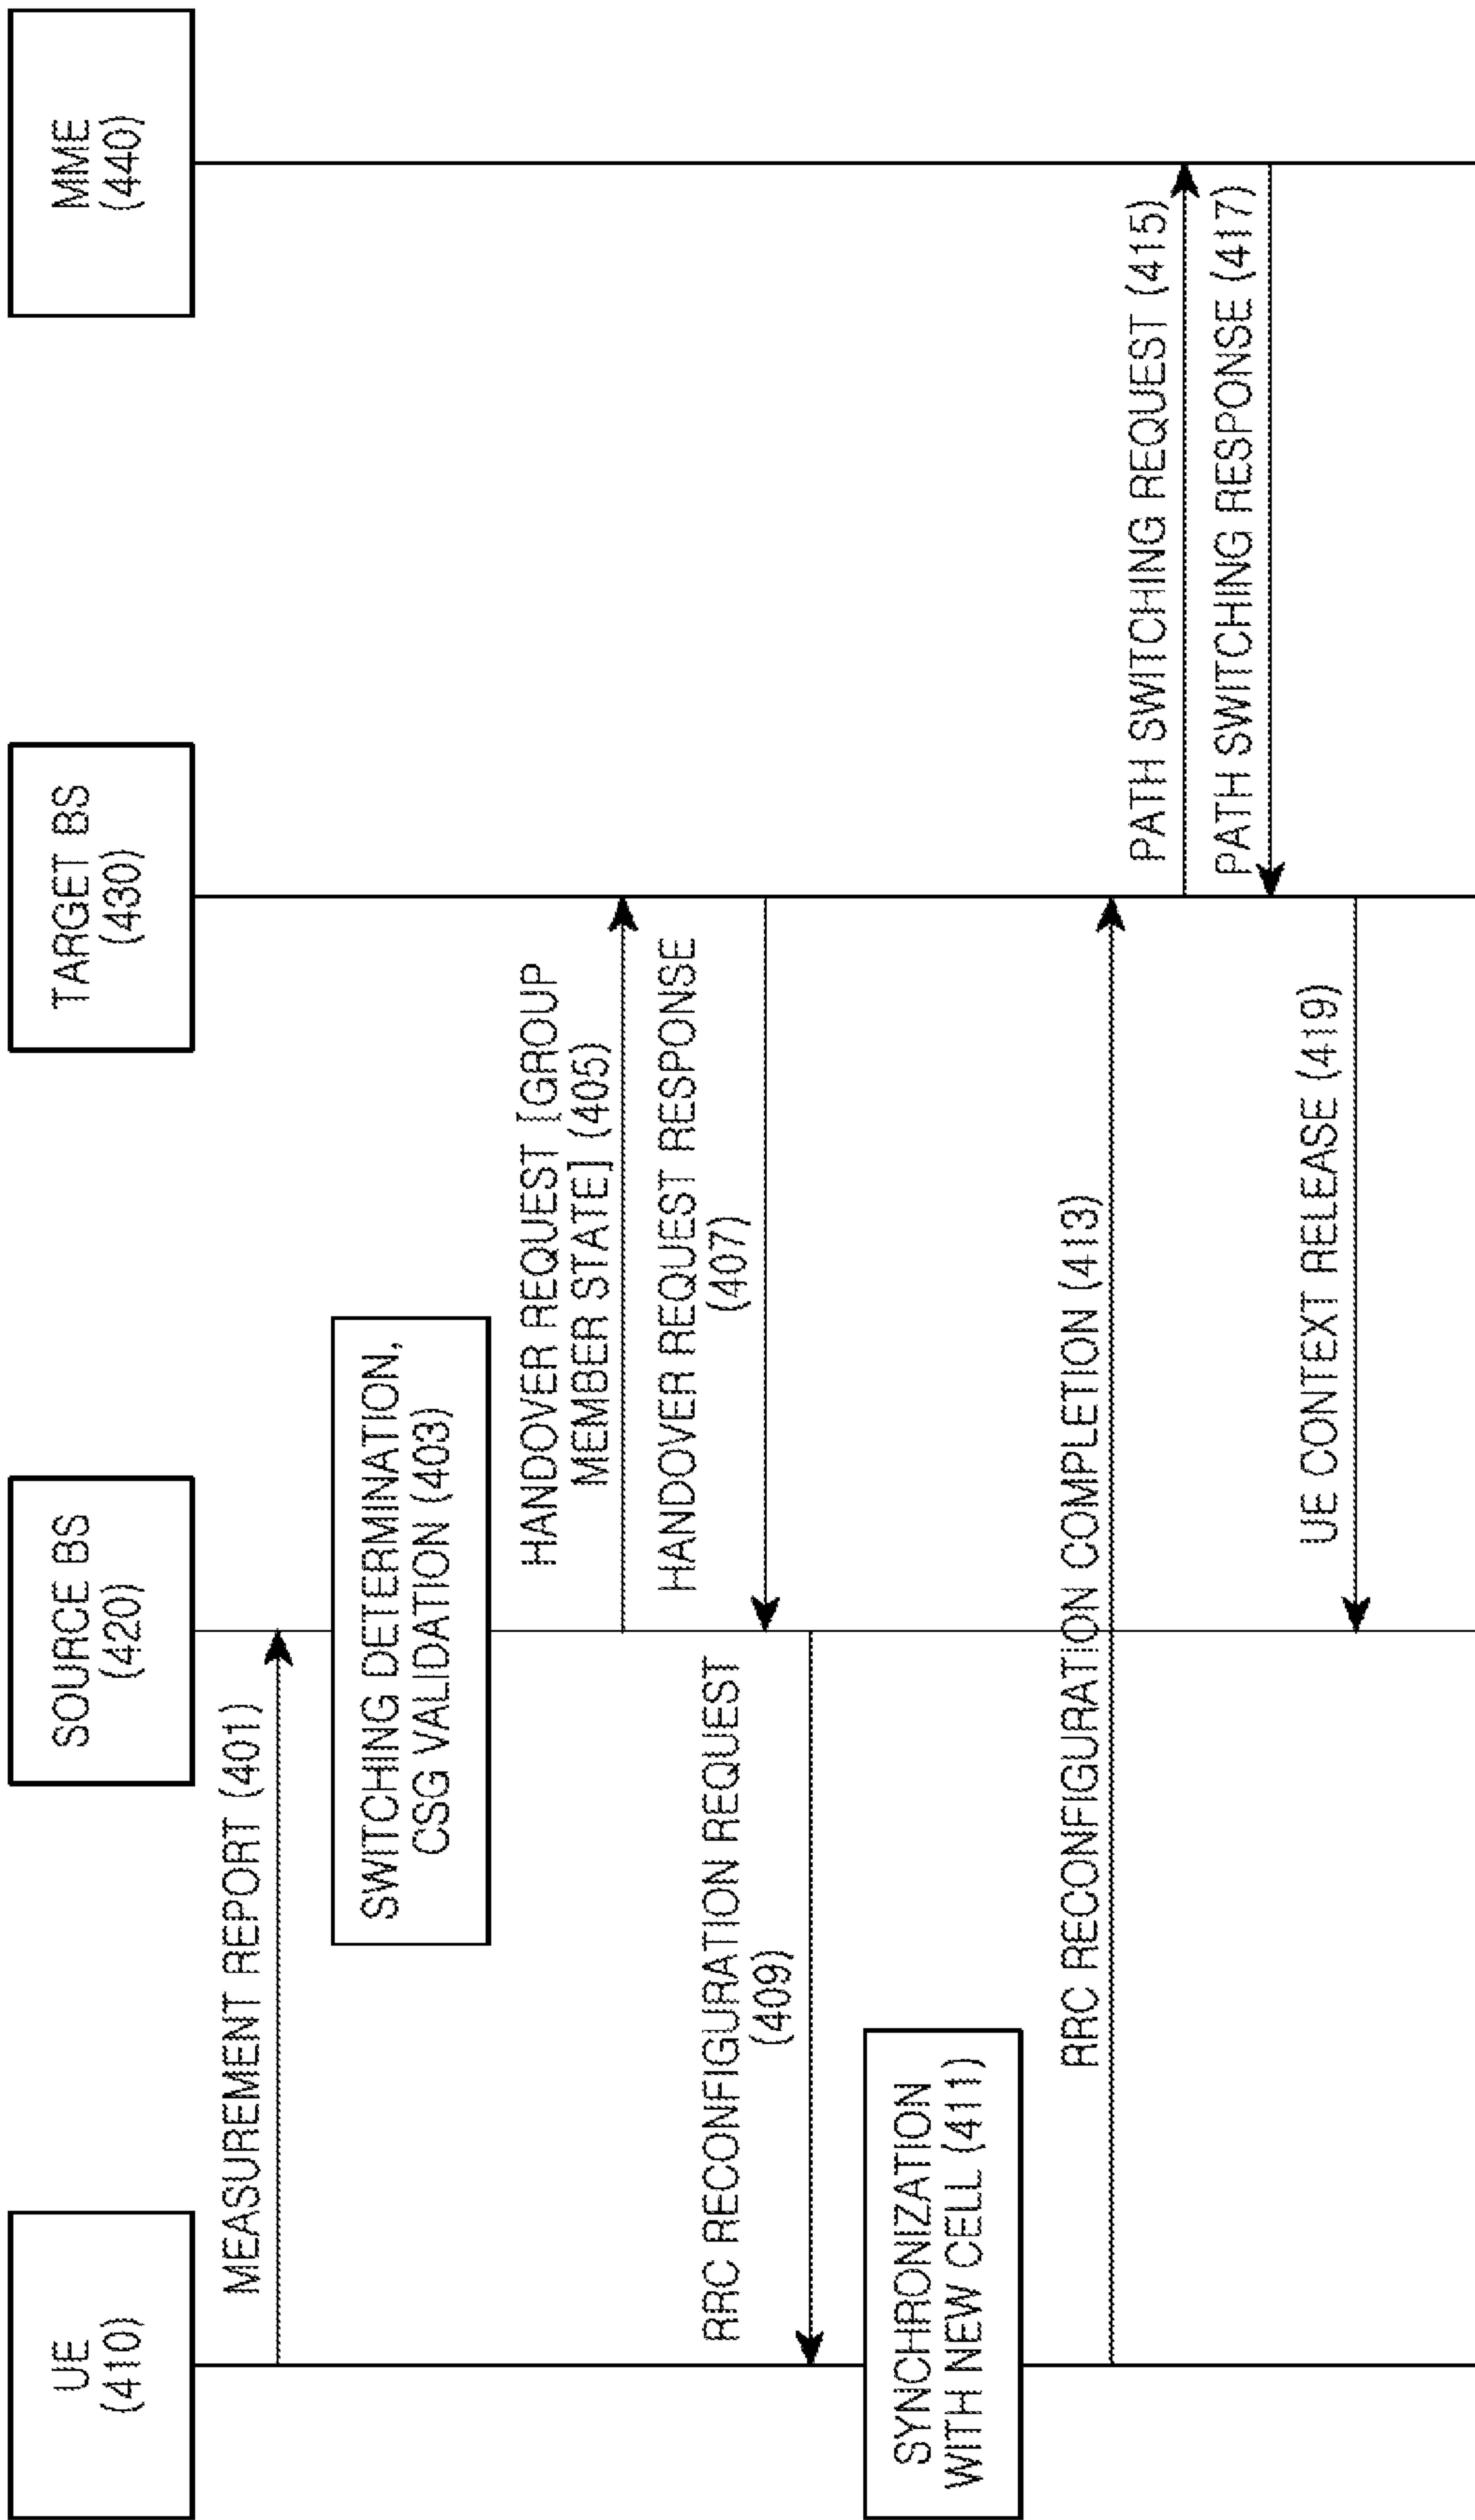 UE
(410)
SOURCE BS
(420)
TARGET BS
(430)
MME
(440)
MEASUREMENT REPORT (401)
SWITCHING DETERMINATION,
CSG VALIDATION (403)
HANDOVER REQUEST [GROUP
MEMBER STATE] (405)
HANDOVER REQUEST RESPONSE
(407)
RRC RECONFIGURATION REQUEST
(409)
SYNCHRONIZATION
WITH NEW CELL (411)
RRC RECONFIGURATION COMPLETION (413)
PATH SWITCHING REQUEST (415)
PATH SWITCHING RESPONSE (417)
UE CONTEXT RELEASE (419)